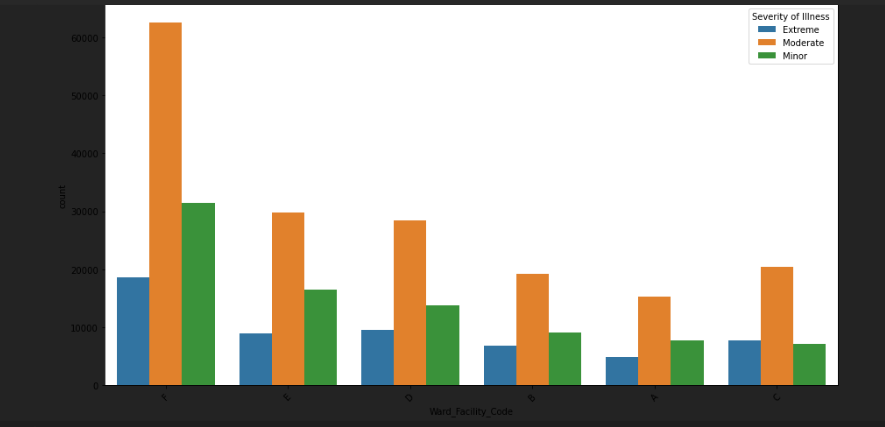 Severity of Illness
Extreme
Moderate
Minor
60000
50000
40000
30000
20000
10000
0
count
F
E
D
B
A
C
Ward_Facility_Code